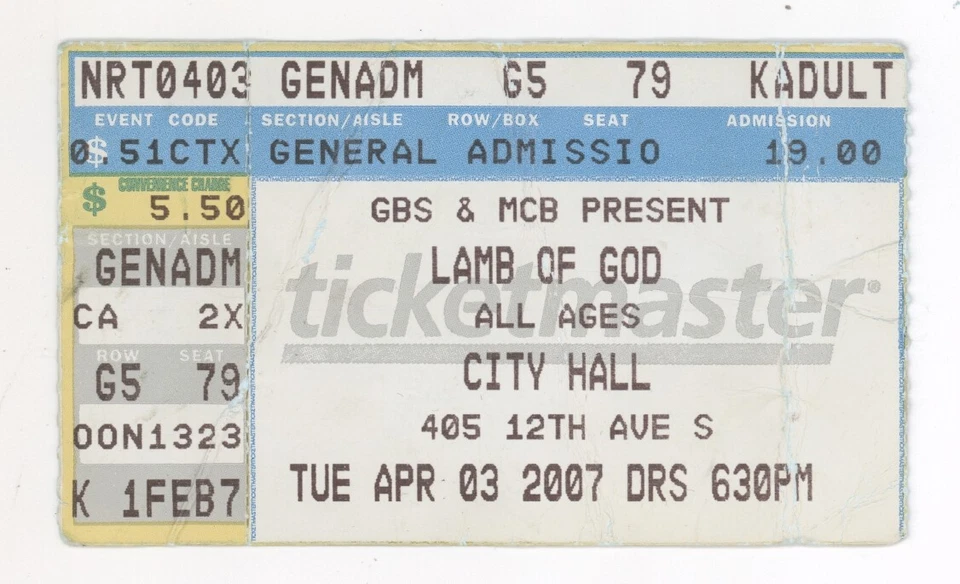 NRT0403 GENADM G5 79 KADULT
EVENT CODE SECTION/AISLE ROW/BOX SEAT ADMISSION
$ 0.51CTX GENERAL ADMISSIO 19.00
$ CONVENIENCE CHARGE
5.50
SECTION/AISLE
GENADM
CA 2X
ROW SEAT
G5 79
OON1323
K 1FEB7
GBS & MCB PRESENT
LAMB OF GOD
ticketmaster®
ALL AGES
CITY HALL
405 12TH AVE S
TUE APR 03 2007 DRS 630PM